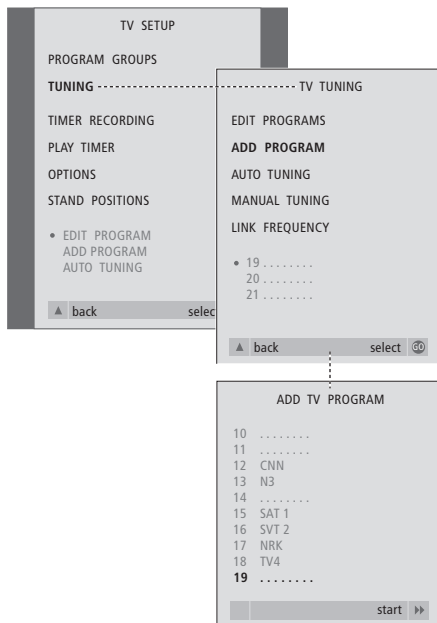 TV SETUP
PROGRAM GROUPS
TUNING
TIMER RECORDING
PLAY TIMER
OPTIONS
STAND POSITIONS
• EDIT PROGRAM
ADD PROGRAM
AUTO TUNING
back selec
TV TUNING
EDIT PROGRAMS
ADD PROGRAM
AUTO TUNING
MANUAL TUNING
LINK FREQUENCY
• 19 . . . . . . . .
20 . . . . . . . .
21 . . . . . . . .
back select GO
ADD TV PROGRAM
10 . . . . . . . .
11 . . . . . . . .
12 CNN
13 N3
14 . . . . . . . .
15 SAT 1
16 SVT 2
17 NRK
18 TV4
19 . . . . . . . .
start